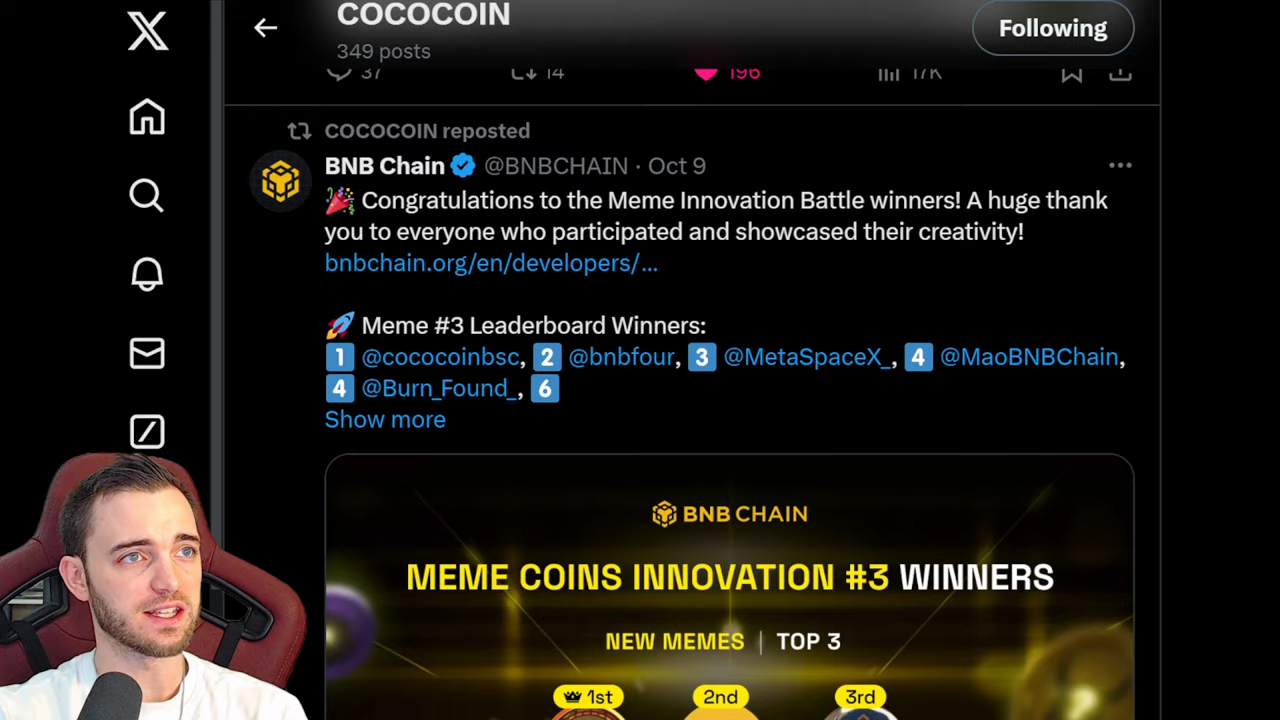 COCOCOIN
349 posts
Following
37 14 196 17K
COCOCOIN reposted
BNB Chain @BNBCHAIN · Oct 9
🎉 Congratulations to the Meme Innovation Battle winners! A huge thank
you to everyone who participated and showcased their creativity!
bnbchain.org/en/developers/...
🚀 Meme #3 Leaderboard Winners:
1️⃣ @cococoinbsc, 2️⃣ @bnbfour, 3️⃣ @MetaSpaceX_, 4️⃣ @MaoBNBChain,
4️⃣ @Burn_Found_, 6️⃣
Show more
BNB CHAIN
MEME COINS INNOVATION #3 WINNERS
NEW MEMES | TOP 3
1st 2nd 3rd